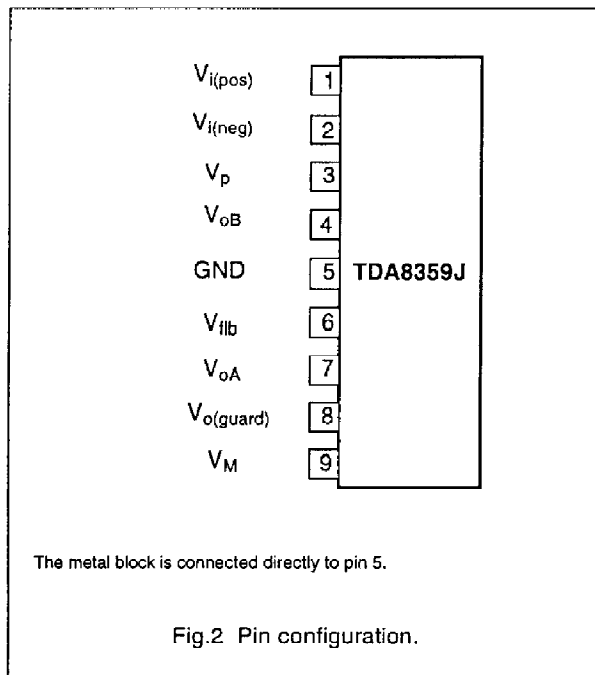 V_i(pos) 1
V_i(neg) 2
V_p 3
V_oB 4
GND 5 TDA8359J
V_flb 6
V_oA 7
V_o(guard) 8
V_M 9
The metal block is connected directly to pin 5.
Fig.2 Pin configuration.